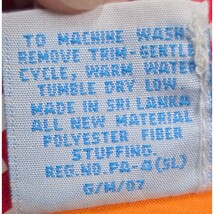 TO MACHINE WASH
REMOVE TRIM-GENTLE
CYCLE, WARM WATER
TUMBLE DRY LOW
MADE IN SRI LANKA
ALL NEW MATERIAL
POLYESTER FIBER
STUFFING.
REG.NO.PA-4(SL)
G/H/07